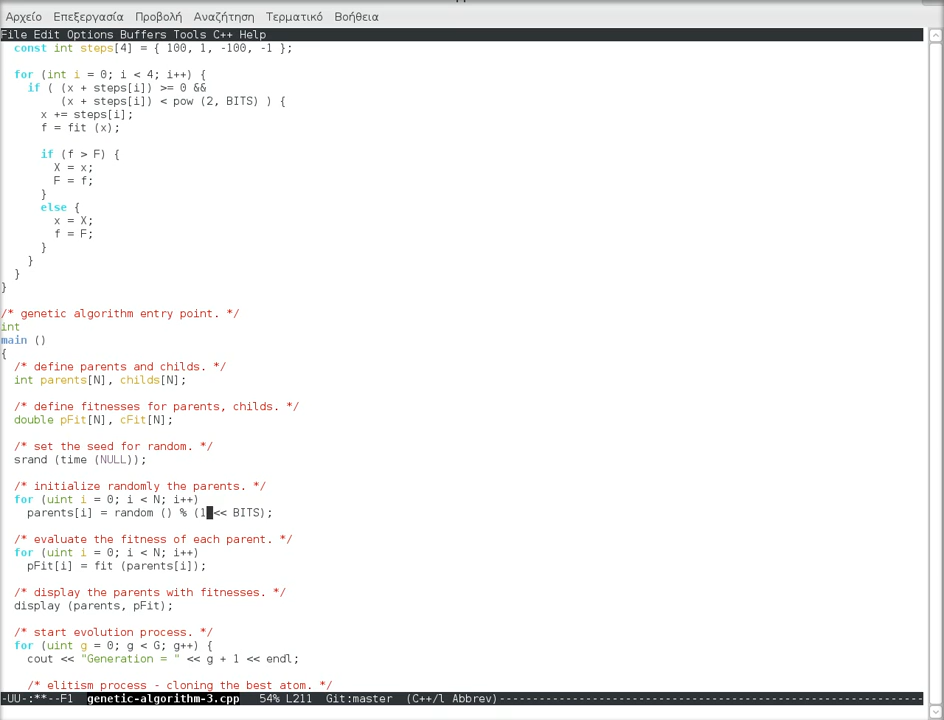 Αρχείο Επεξεργασία Προβολή Αναζήτηση Τερματικό Βοήθεια
File Edit Options Buffers Tools C++ Help
const int steps[4] = { 100, 1, -100, -1 };
for (int i = 0; i < 4; i++) {
if ( (x + steps[i]) >= 0 &&
(x + steps[i]) < pow (2, BITS) ) {
x += steps[i];
f = fit (x);
if (f > F) {
X = x;
F = f;
}
else {
x = X;
f = F;
}
}
}
}
/* genetic algorithm entry point. */
int
main ()
{
/* define parents and childs. */
int parents[N], childs[N];
/* define fitnesses for parents, childs. */
double pFit[N], cFit[N];
/* set the seed for random. */
srand (time (NULL));
/* initialize randomly the parents. */
for (uint i = 0; i < N; i++)
parents[i] = random () % (1 << BITS);
/* evaluate the fitness of each parent. */
for (uint i = 0; i < N; i++)
pFit[i] = fit (parents[i]);
/* display the parents with fitnesses. */
display (parents, pFit);
/* start evolution process. */
for (uint g = 0; g < G; g++) {
cout << "Generation = " << g + 1 << endl;
/* elitism process - cloning the best atom. */
-UU-:**--F1 genetic-algorithm-3.cpp 54% L211 Git:master (C++/l Abbrev)------------------------------------------------------------